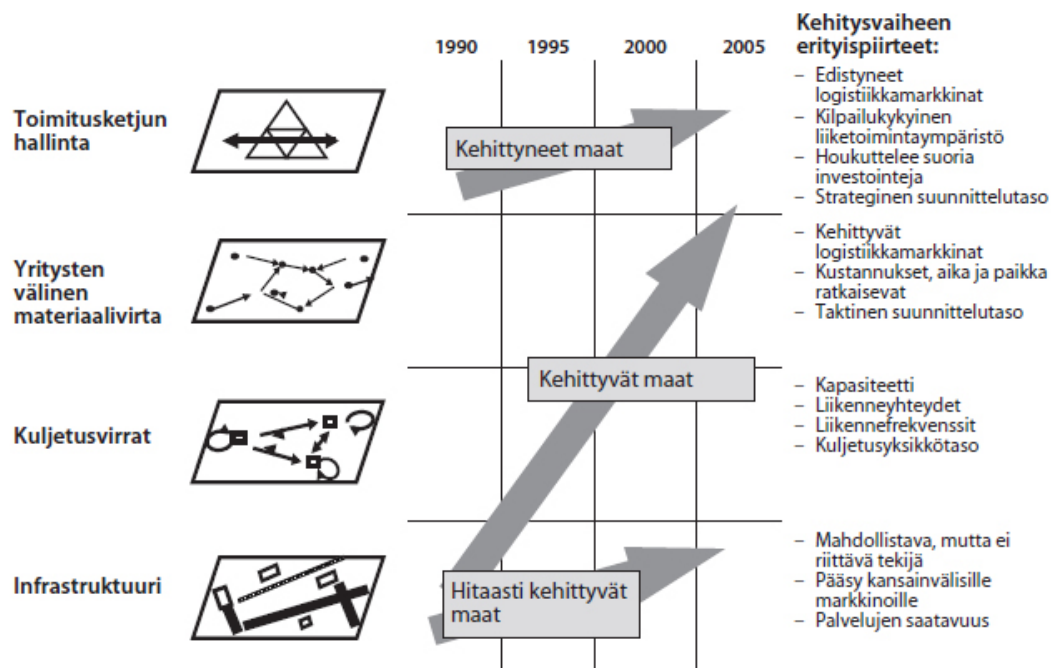 Kehitysvaiheen
erityispiirteet:
1990
1995
2000
2005
Toimitusketjun
hallinta
Kehittyneet maat
– Edistyneet
logistiikkamarkkinat
– Kilpailukykyinen
liiketoimintaympäristö
– Houkuttelee suoria
investointeja
– Strateginen suunnittelutaso
Yritysten
välinen
materiaalivirta
– Kehittyvät
logistiikkamarkkinat
– Kustannukset, aika ja paikka
ratkaisevat
– Taktinen suunnittelutaso
Kehittyvät maat
Kuljetusvirrat
– Kapasiteetti
– Liikenneyhteydet
– Liikennefrekvenssit
– Kuljetusyksikkötaso
Infrastruktuuri
Hitaasti kehittyvät
maat
– Mahdollistava, mutta ei
riittävä tekijä
– Pääsy kansainvälisille
markkinoille
– Palvelujen saatavuus